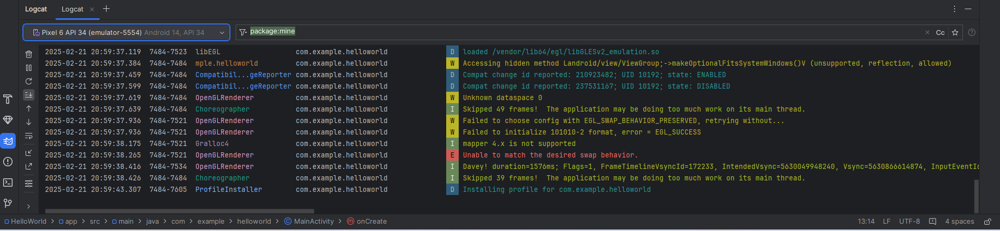 Logcat Logcat
Pixel 6 API 34 (emulator-5554) Android 14, API 34 package:mine Cc
2025-02-21 20:59:37.119 7484-7523 libEGL com.example.helloworld D loaded /vendor/lib64/egl/libGLESv2_emulation.so
2025-02-21 20:59:37.384 7484-7484 mple.helloworld com.example.helloworld W Accessing hidden method Landroid/view/ViewGroup;->makeOptionalFitsSystemWindows()V (unsupported, reflection, allowed)
2025-02-21 20:59:37.459 7484-7484 Compatibil...geReporter com.example.helloworld D Compat change id reported: 210923482; UID 10192; state: ENABLED
2025-02-21 20:59:37.599 7484-7484 Compatibil...geReporter com.example.helloworld D Compat change id reported: 237531167; UID 10192; state: DISABLED
2025-02-21 20:59:37.619 7484-7484 OpenGLRenderer com.example.helloworld W Unknown dataspace 0
2025-02-21 20:59:37.639 7484-7484 Choreographer com.example.helloworld I Skipped 49 frames!  The application may be doing too much work on its main thread.
2025-02-21 20:59:37.936 7484-7521 OpenGLRenderer com.example.helloworld W Failed to choose config with EGL_SWAP_BEHAVIOR_PRESERVED, retrying without...
2025-02-21 20:59:37.936 7484-7521 OpenGLRenderer com.example.helloworld W Failed to initialize 101010-2 format, error = EGL_SUCCESS
2025-02-21 20:59:38.175 7484-7521 Gralloc4 com.example.helloworld I mapper 4.x is not supported
2025-02-21 20:59:38.265 7484-7521 OpenGLRenderer com.example.helloworld E Unable to match the desired swap behavior.
2025-02-21 20:59:38.416 7484-7534 OpenGLRenderer com.example.helloworld I Davey! duration=1576ms; Flags=1, FrameTimelineVsyncId=172233, IntendedVsync=5630049948240, Vsync=5630866614874, InputEventId
2025-02-21 20:59:38.426 7484-7484 Choreographer com.example.helloworld I Skipped 39 frames!  The application may be doing too much work on its main thread.
2025-02-21 20:59:43.307 7484-7605 ProfileInstaller com.example.helloworld D Installing profile for com.example.helloworld
HelloWorld > app > src > main > java > com > example > helloworld > MainActivity > onCreate 13:14 LF UTF-8 4 spaces